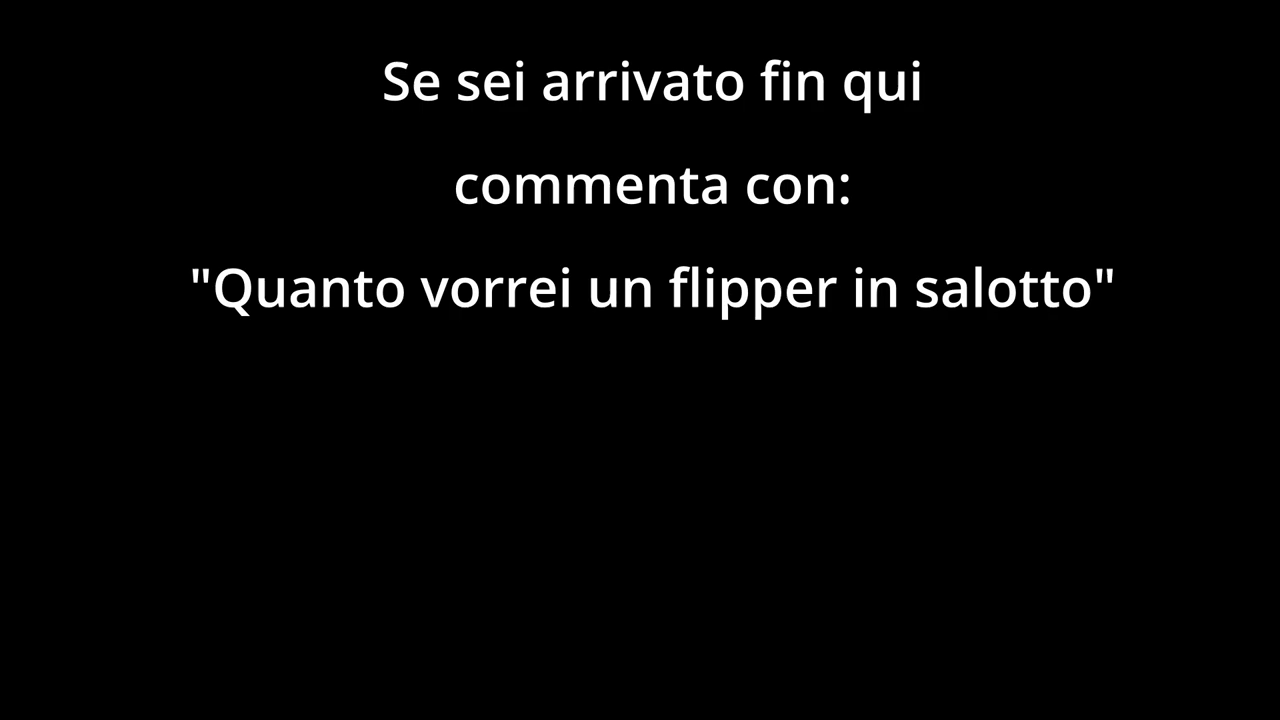 Se sei arrivato fin qui
commenta con:
"Quanto vorrei un flipper in salotto"